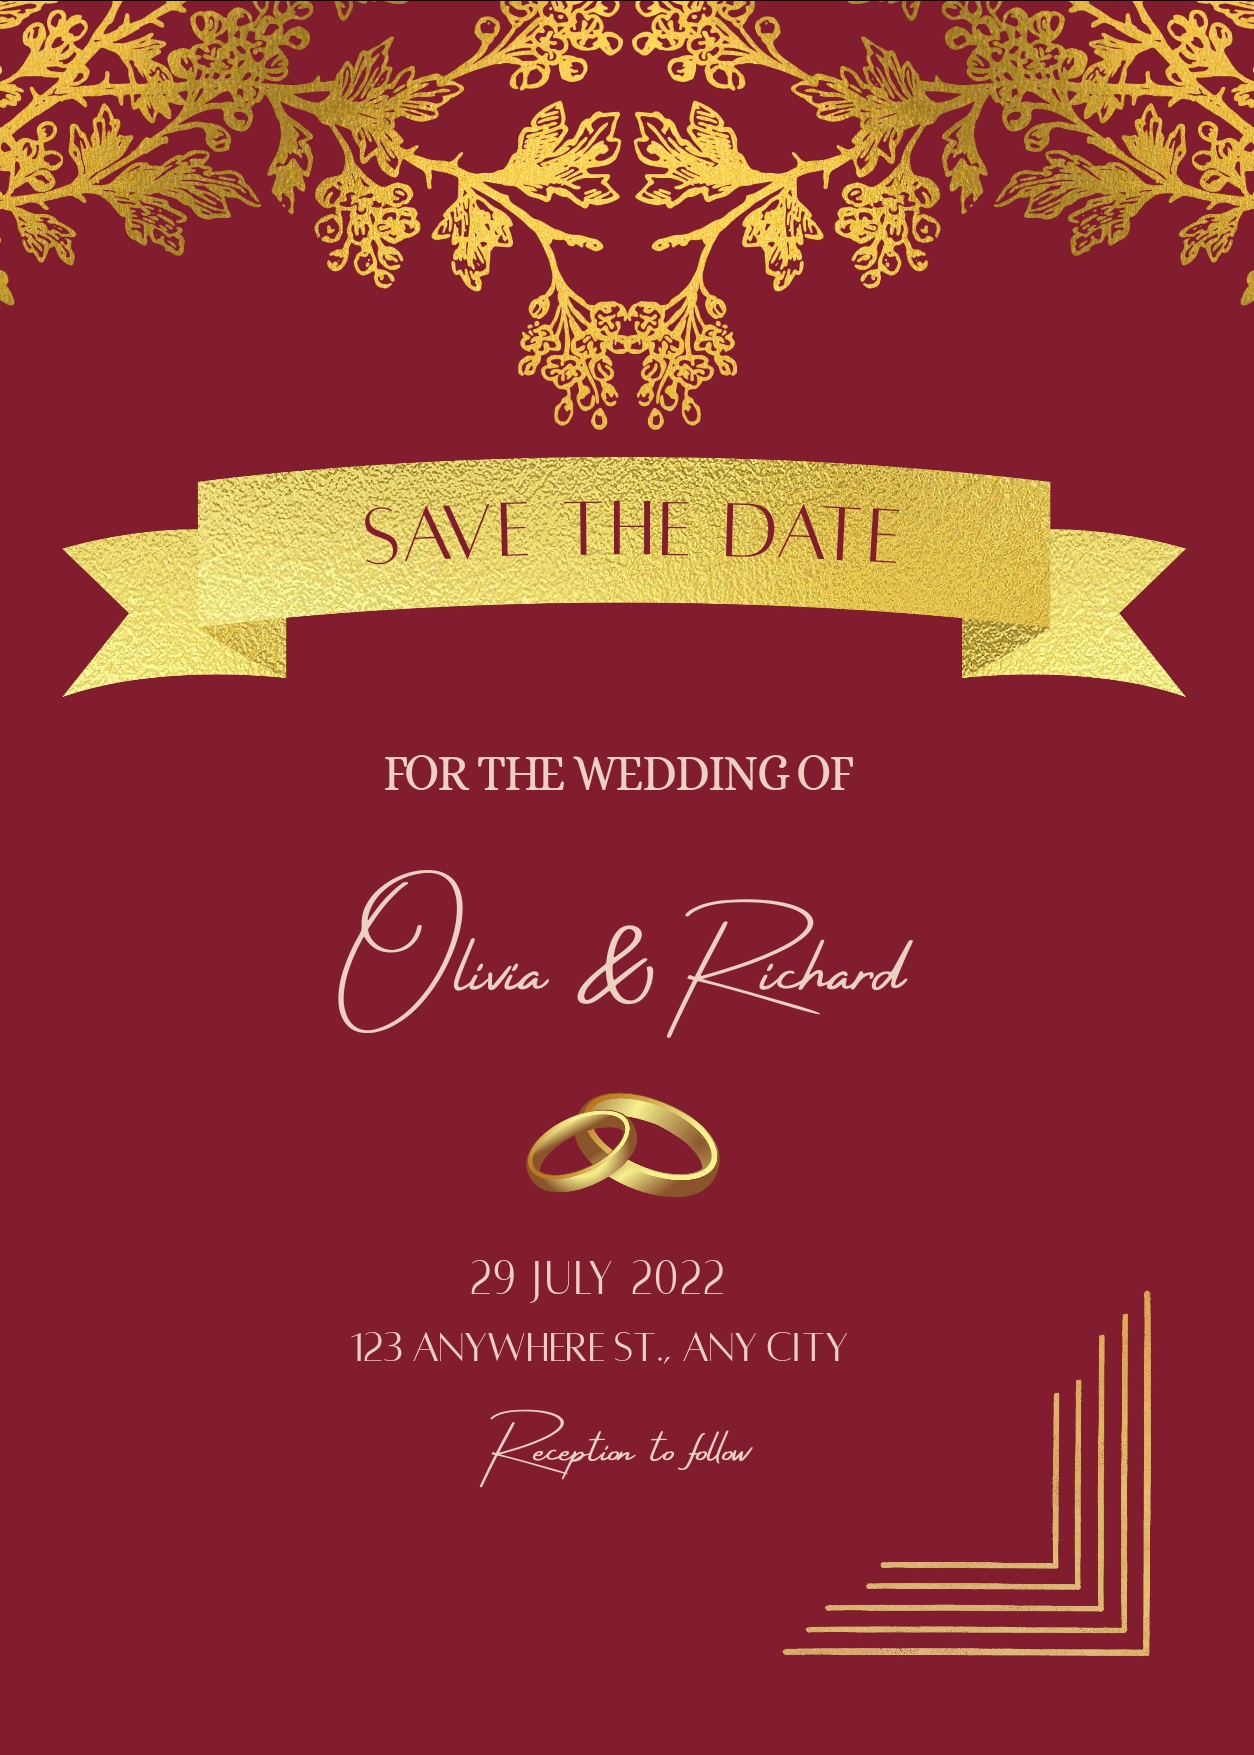 SAVE THE DATE
FOR THE WEDDING OF
Olivia & Richard
29 JULY 2022
123 ANYWHERE ST., ANY CITY
Reception to follow